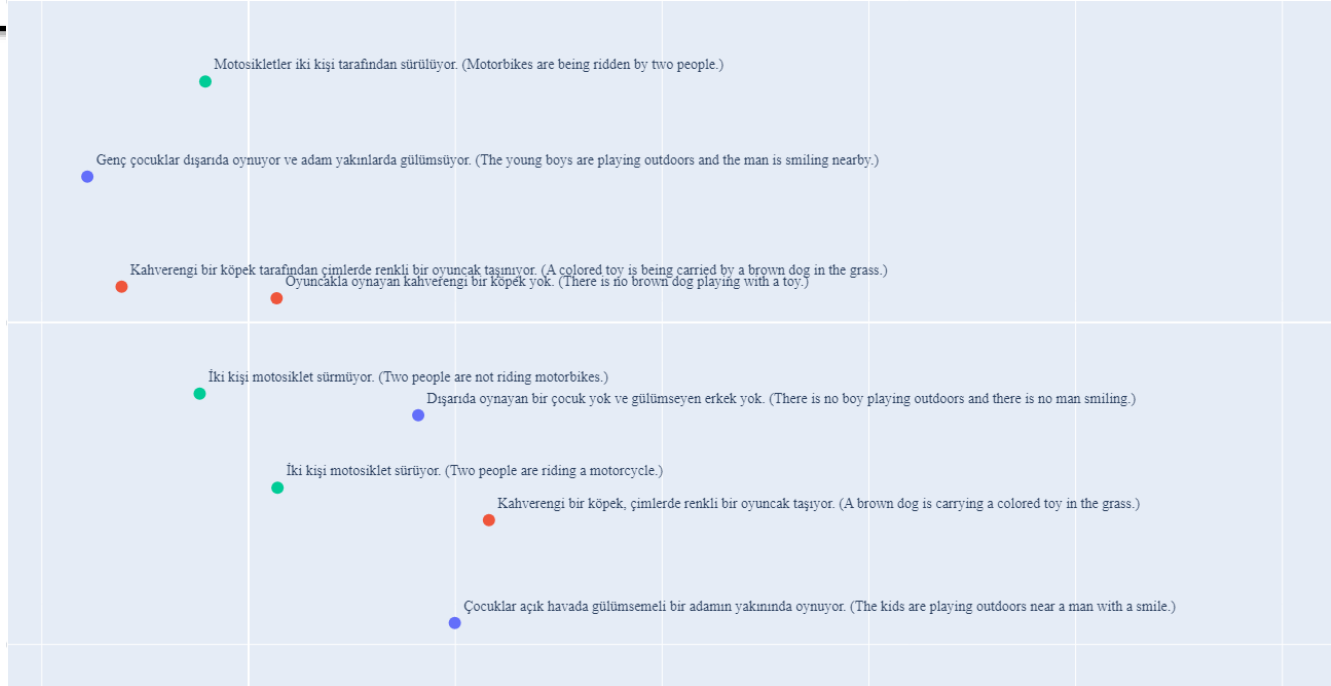 Motosikletler iki kişi tarafından sürülüyor. (Motorbikes are being ridden by two people.)
Genç çocuklar dışarıda oynuyor ve adam yakınlarda gülümsüyor. (The young boys are playing outdoors and the man is smiling nearby.)
Kahverengi bir köpek tarafından çimlerde renkli bir oyuncak taşınıyor. (A colored toy is being carried by a brown dog in the grass.)
Oyuncakla oynayan kahverengi bir köpek yok. (There is no brown dog playing with a toy.)
İki kişi motosiklet sürmüyor. (Two people are not riding motorbikes.)
Dışarıda oynayan bir çocuk yok ve gülümseyen erkek yok. (There is no boy playing outdoors and there is no man smiling.)
İki kişi motosiklet sürüyor. (Two people are riding a motorcycle.)
Kahverengi bir köpek, çimlerde renkli bir oyuncak taşıyor. (A brown dog is carrying a colored toy in the grass.)
Çocuklar açık havada gülümsemeli bir adamın yakınında oynuyor. (The kids are playing outdoors near a man with a smile.)